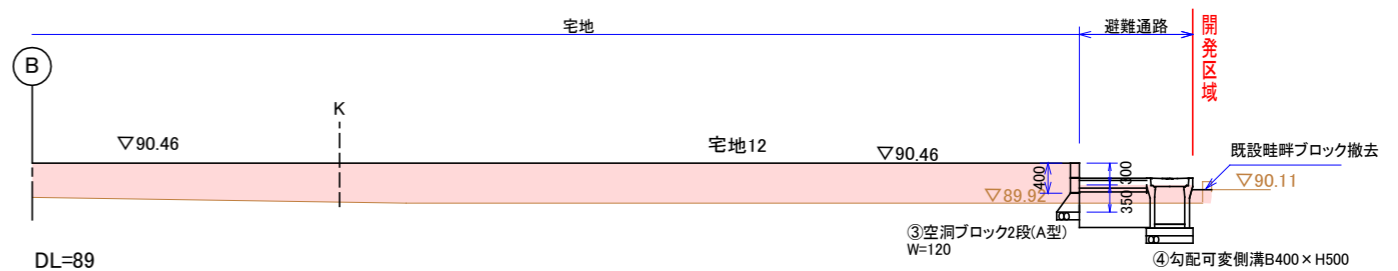 宅地
避難通路
開発区域
B
K
▽90.46
宅地12
▽90.46
既設畦畔ブロック撤去
400
300
▽90.11
▽89.92
350
③空洞ブロック2段(A型)
W=120
④勾配可変側溝B400×H500
DL=89